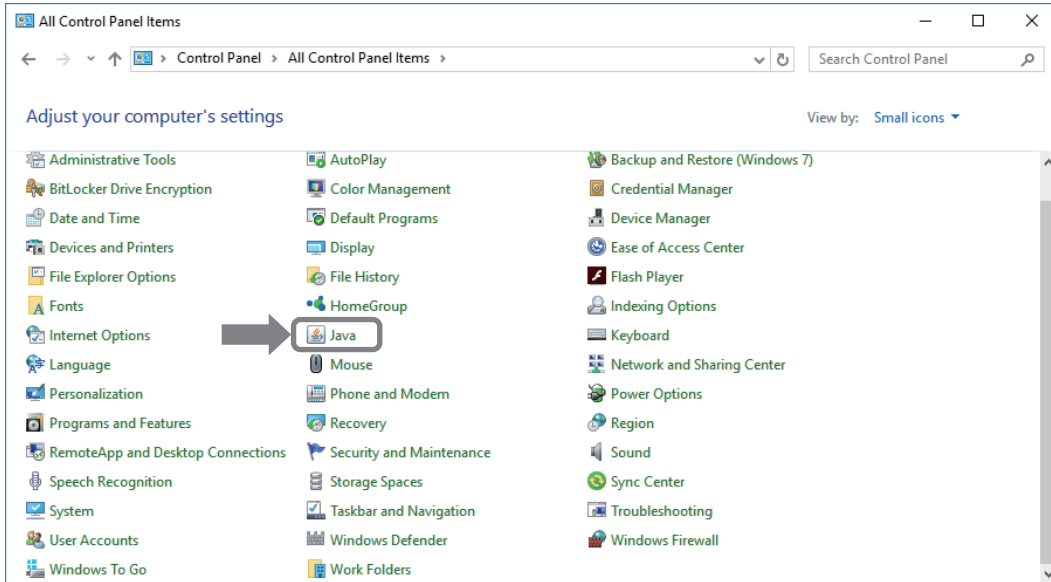 All Control Panel Items
Control Panel > All Control Panel Items >
Search Control Panel
Adjust your computer's settings
View by: Small icons
Administrative Tools AutoPlay Backup and Restore (Windows 7)
BitLocker Drive Encryption Color Management Credential Manager
Date and Time Default Programs Device Manager
Devices and Printers Display Ease of Access Center
File Explorer Options File History Flash Player
Fonts HomeGroup Indexing Options
Internet Options Java Keyboard
Language Mouse Network and Sharing Center
Personalization Phone and Modem Power Options
Programs and Features Recovery Region
RemoteApp and Desktop Connections Security and Maintenance Sound
Speech Recognition Storage Spaces Sync Center
System Taskbar and Navigation Troubleshooting
User Accounts Windows Defender Windows Firewall
Windows To Go Work Folders